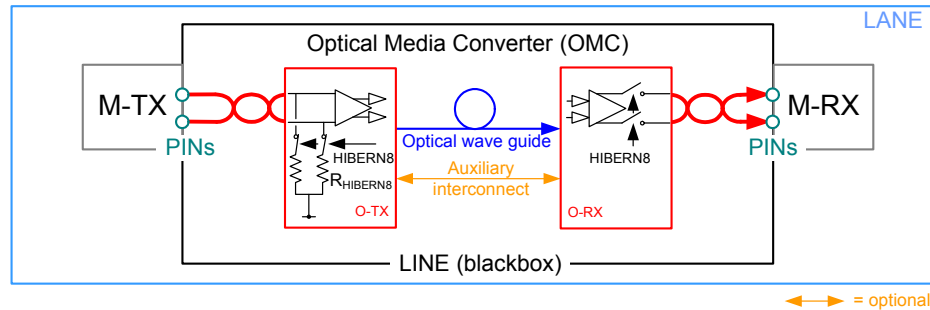 LANE
Optical Media Converter (OMC)
M-TX
M-RX
PINs
PINs
HIBERN8
RHIBERN8
O-TX
Optical wave guide
Auxiliary
interconnect
HIBERN8
O-RX
LINE (blackbox)
= optional